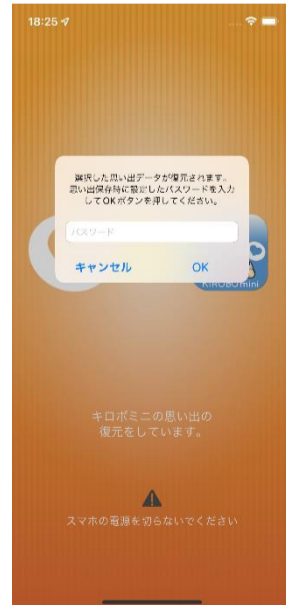 18:25
選択した思い出データが復元されます。
思い出保存時に設定したパスワードを入力
してOKボタンを押してください。
パスワード
キャンセル
OK
KIROBO mini
キロボミニの思い出の
復元をしています。
スマホの電源を切らないでください